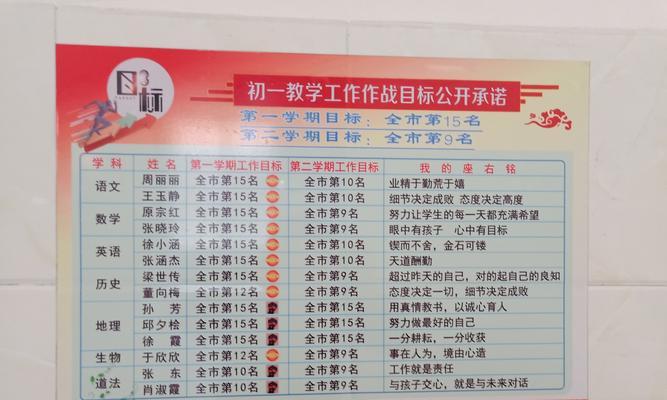 目标
初一教学工作作战目标公开承诺
第一学期目标：全市第15名
第二学期目标：全市第9名
学科 姓名 第一学期工作目标 第二学期工作目标 我的座右铭
语文 周丽丽 全市第15名 全市第10名 业精于勤荒于嬉
王玉静 全市第15名 全市第10名 细节决定成败 态度决定高度
数学 原宗红 全市第15名 全市第9名 努力让学生的每一天都充满希望
张晓玲 全市第15名 全市第9名 眼中有孩子 心中有目标
英语 徐小涵 全市第15名 全市第10名 锲而不舍，金石可镂
张涵杰 全市第15名 全市第10名 天道酬勤
历史 梁世传 全市第15名 全市第9名 超过昨天的自己，对的起自己的良知
董向梅 全市第12名 全市第9名 态度决定一切，细节决定成败
地理 孙芳 全市第15名 全市第15名 用真情教书，以诚心育人
邱夕桧 全市第15名 全市第15名 努力做最好的自己
徐霞 全市第15名 全市第15名 一分耕耘，一分收获
生物 于欣欣 全市第12名 全市第9名 事在人为，境由心造
道法 张东 全市第10名 全市第9名 工作就是责任
肖淑霞 全市第10名 全市第9名 与孩子交心，就是与未来对话